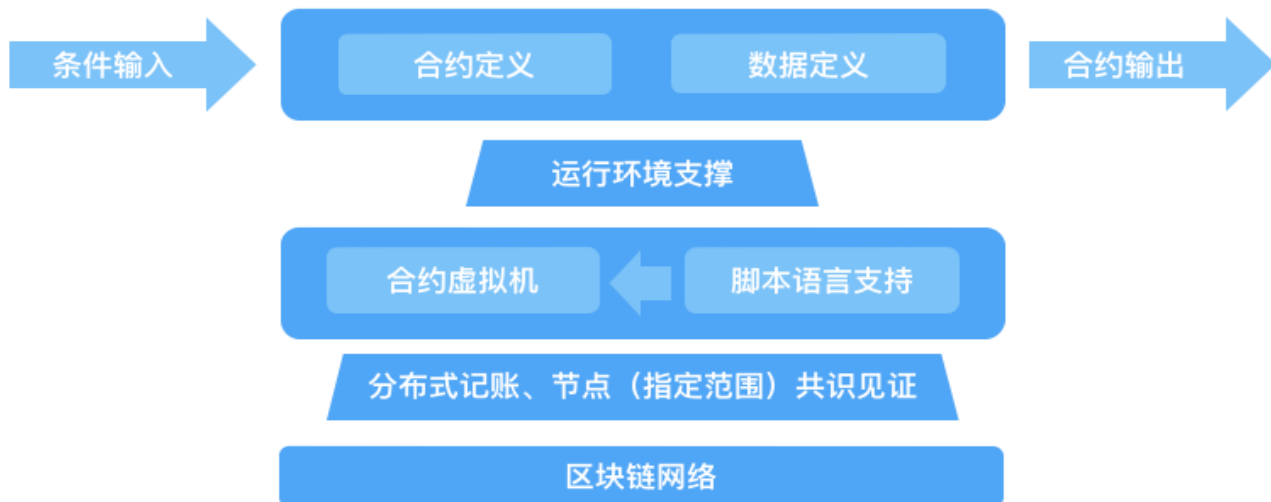 条件输入
合约定义
数据定义
合约输出
运行环境支撑
合约虚拟机
脚本语言支持
分布式记账、节点（指定范围）共识见证
区块链网络